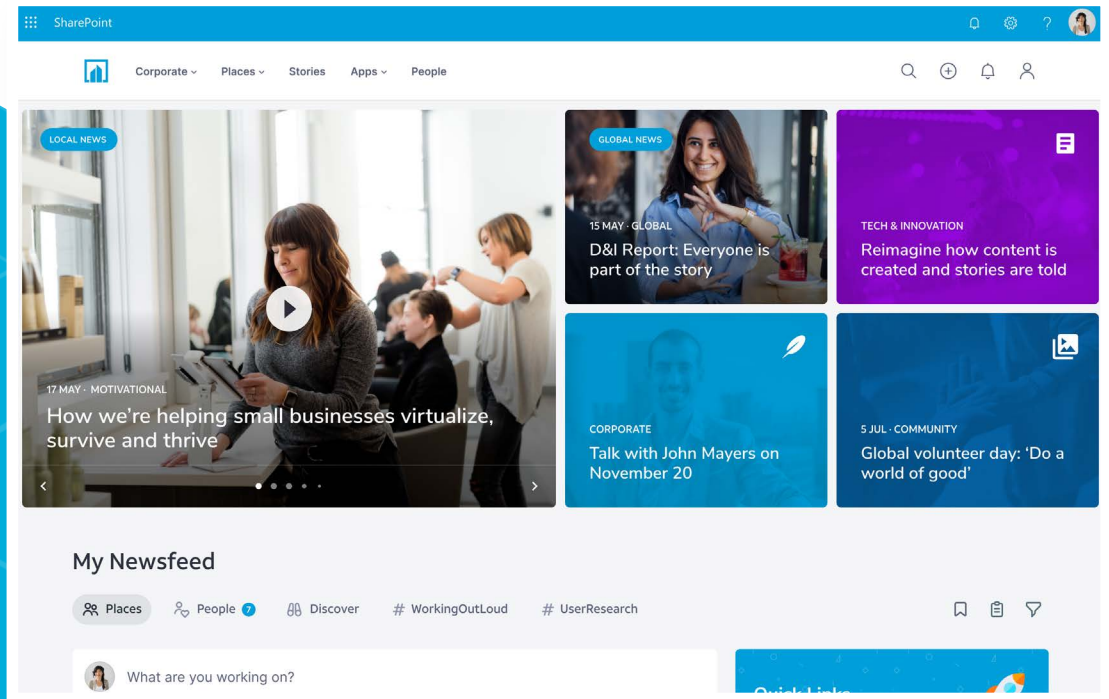 SharePoint
Corporate
Places
Stories
Apps
People
LOCAL NEWS
17 MAY · MOTIVATIONAL
How we're helping small businesses virtualize,
survive and thrive
GLOBAL NEWS
15 MAY · GLOBAL
D&I Report: Everyone is
part of the story
TECH & INNOVATION
Reimagine how content is
created and stories are told
CORPORATE
Talk with John Mayers on
November 20
5 JUL · COMMUNITY
Global volunteer day: 'Do a
world of good'
My Newsfeed
Places
People 7
Discover
# WorkingOutLoud
# UserResearch
What are you working on?
Quick Links